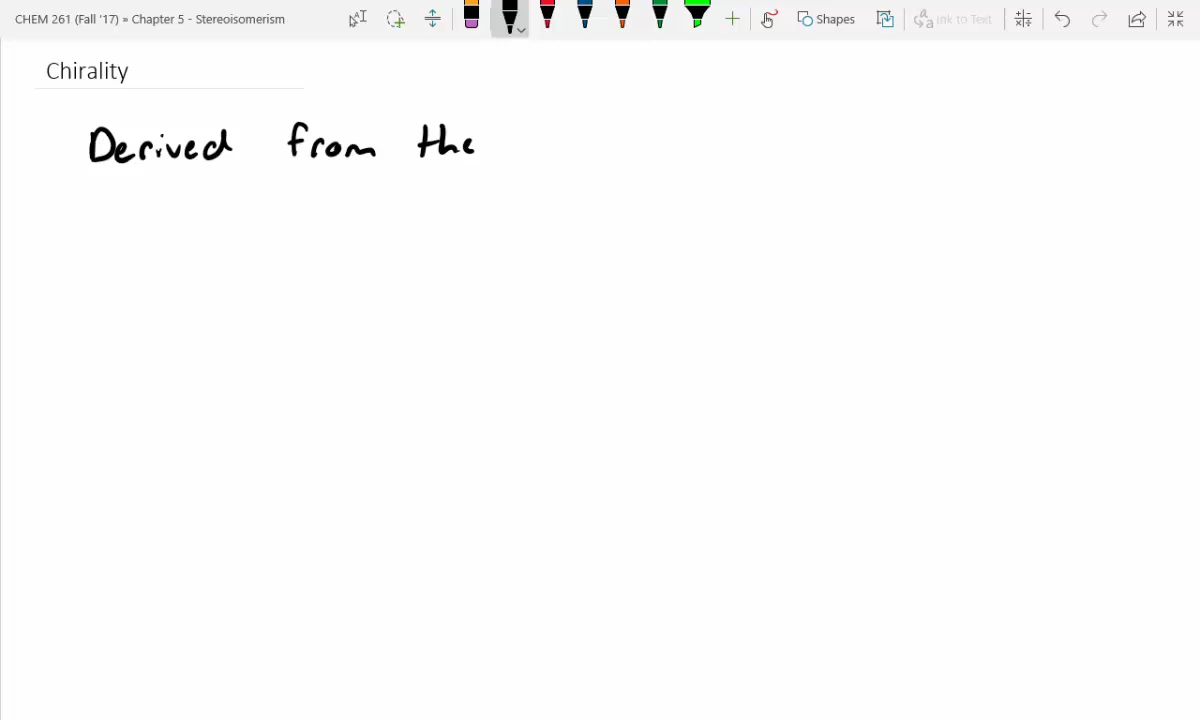 CHEM 261 (Fall '17) » Chapter 5 - Stereoisomerism
Shapes
Ink to Text
Chirality
Derived from the